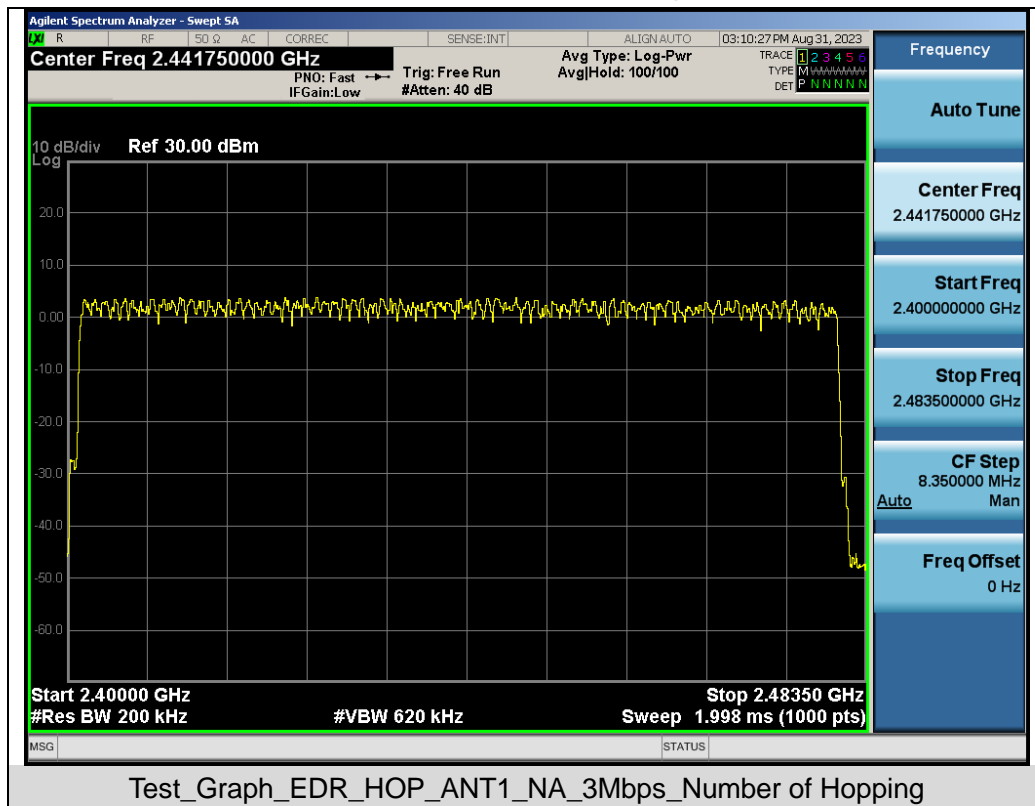 Agilent Spectrum Analyzer - Swept SA
LXI R RF 50 Ω AC CORREC SENSE:INT ALIGN AUTO 03:10:27 PM Aug 31, 2023
Center Freq 2.441750000 GHz
PNO: Fast
IFGain:Low
Trig: Free Run
#Atten: 40 dB
Avg Type: Log-Pwr
Avg|Hold: 100/100
TRACE 1 2 3 4 5 6
TYPE M WWWWW
DET P N N N N N
10 dB/div Ref 30.00 dBm
Log
20.0
10.0
0.00
-10.0
-20.0
-30.0
-40.0
-50.0
-60.0
Start 2.40000 GHz Stop 2.48350 GHz
#Res BW 200 kHz #VBW 620 kHz Sweep 1.998 ms (1000 pts)
MSG STATUS
Frequency
Auto Tune
Center Freq
2.441750000 GHz
Start Freq
2.400000000 GHz
Stop Freq
2.483500000 GHz
CF Step
8.350000 MHz
Auto Man
Freq Offset
0 Hz
Test_Graph_EDR_HOP_ANT1_NA_3Mbps_Number of Hopping